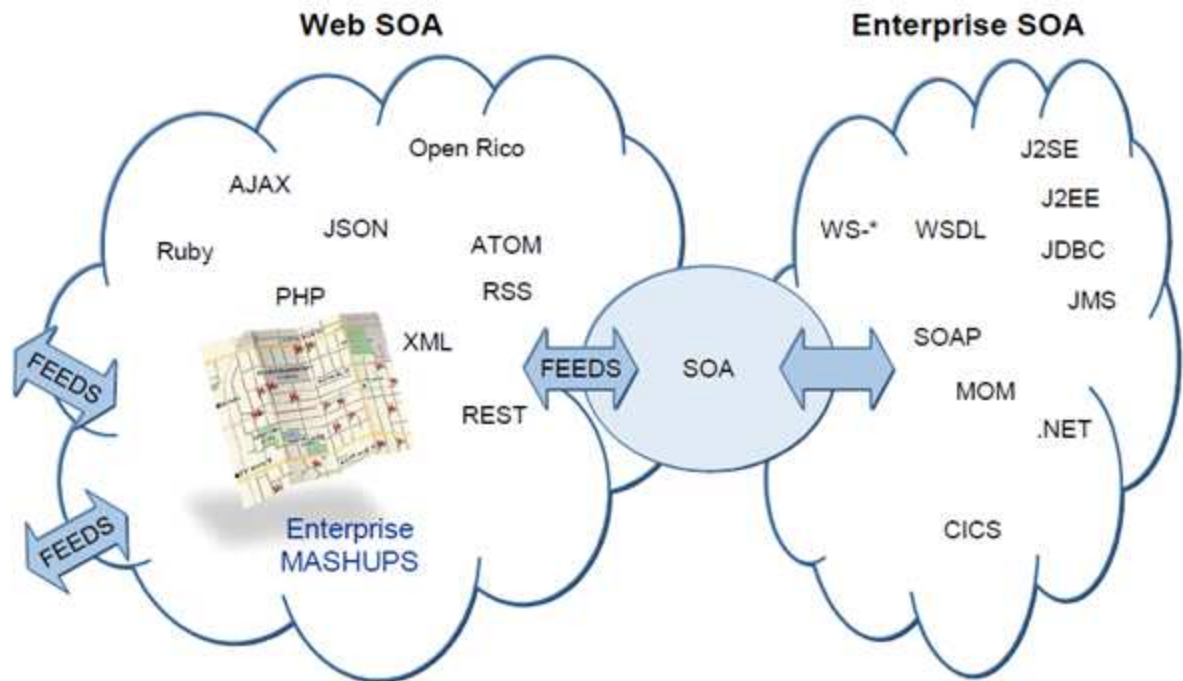 Web SOA
Enterprise SOA
Open Rico
AJAX
JSON
Ruby
ATOM
PHP
RSS
XML
REST
FEEDS
FEEDS
Enterprise
MASHUPS
FEEDS
SOA
J2SE
J2EE
WS-*
WSDL
JDBC
JMS
SOAP
MOM
.NET
CICS